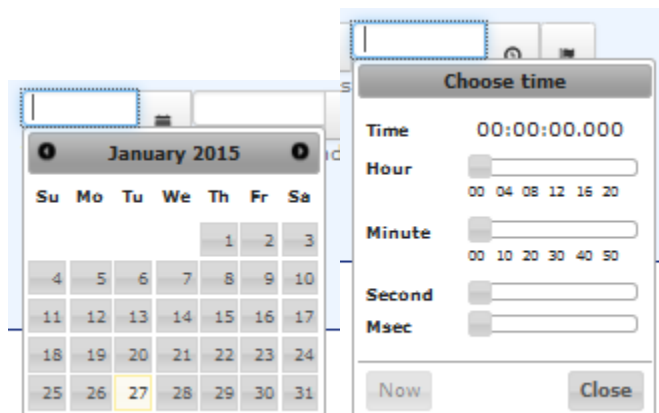 January 2015
Su Mo Tu We Th Fr Sa
1 2 3
4 5 6 7 8 9 10
11 12 13 14 15 16 17
18 19 20 21 22 23 24
25 26 27 28 29 30 31
Choose time
Time 00:00:00.000
Hour
00 04 08 12 16 20
Minute
00 10 20 30 40 50
Second
Msec
Now Close